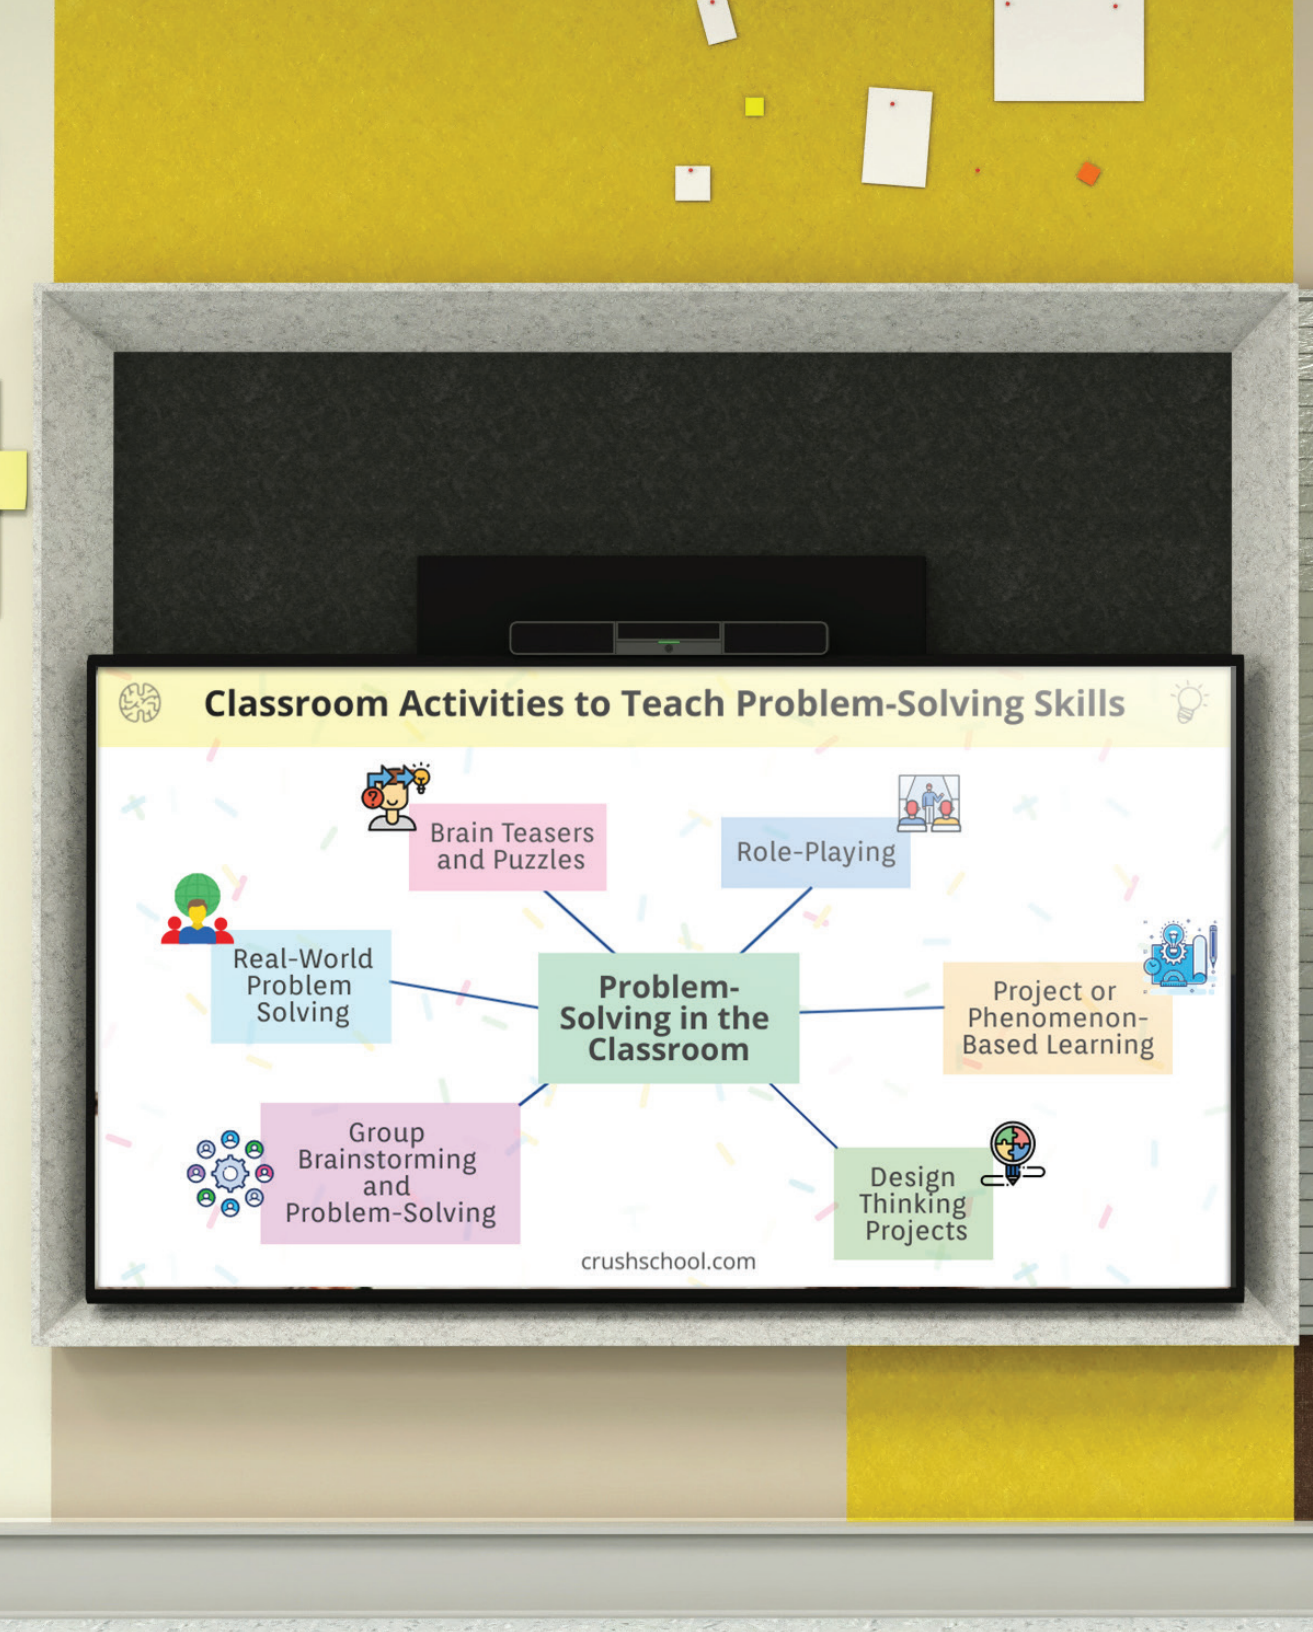 Classroom Activities to Teach Problem-Solving Skills
Brain Teasers
and Puzzles
Role-Playing
Real-World
Problem
Solving
Problem-
Solving in the
Classroom
Project or
Phenomenon-
Based Learning
Group
Brainstorming
and
Problem-Solving
Design
Thinking
Projects
crushschool.com